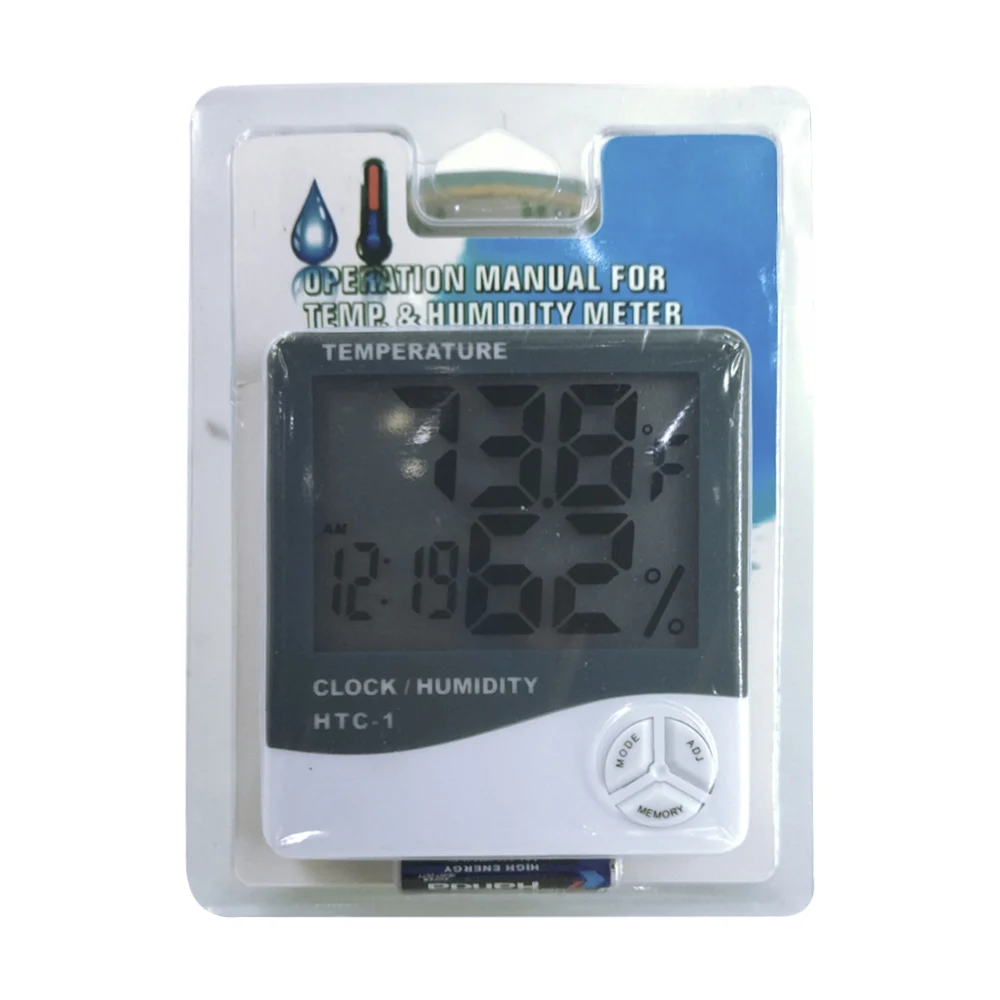 OPERATION MANUAL FOR
TEMP. & HUMIDITY METER
TEMPERATURE
73.8 °F
AM
12:19 62 %
CLOCK / HUMIDITY
HTC-1
MODE
ADJ
MEMORY
HIGH ENERGY
Handa